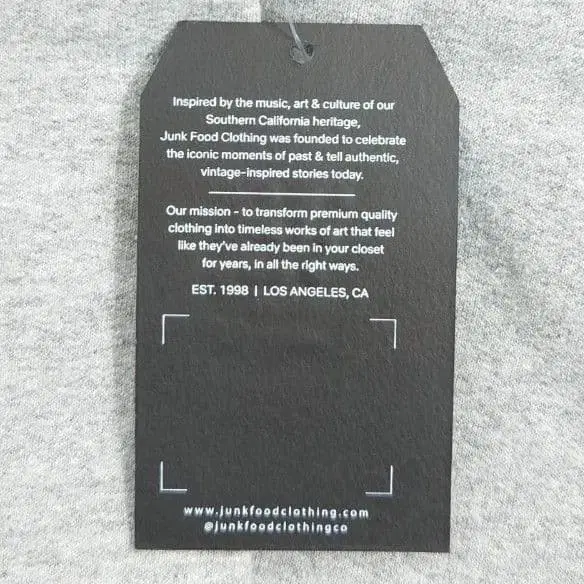 Inspired by the music, art & culture of our
Southern California heritage,
Junk Food Clothing was founded to celebrate
the iconic moments of past & tell authentic,
vintage-inspired stories today.
Our mission - to transform premium quality
clothing into timeless works of art that feel
like they've already been in your closet
for years, in all the right ways.
EST. 1998 | LOS ANGELES, CA
www.junkfoodclothing.com
@junkfoodclothingco